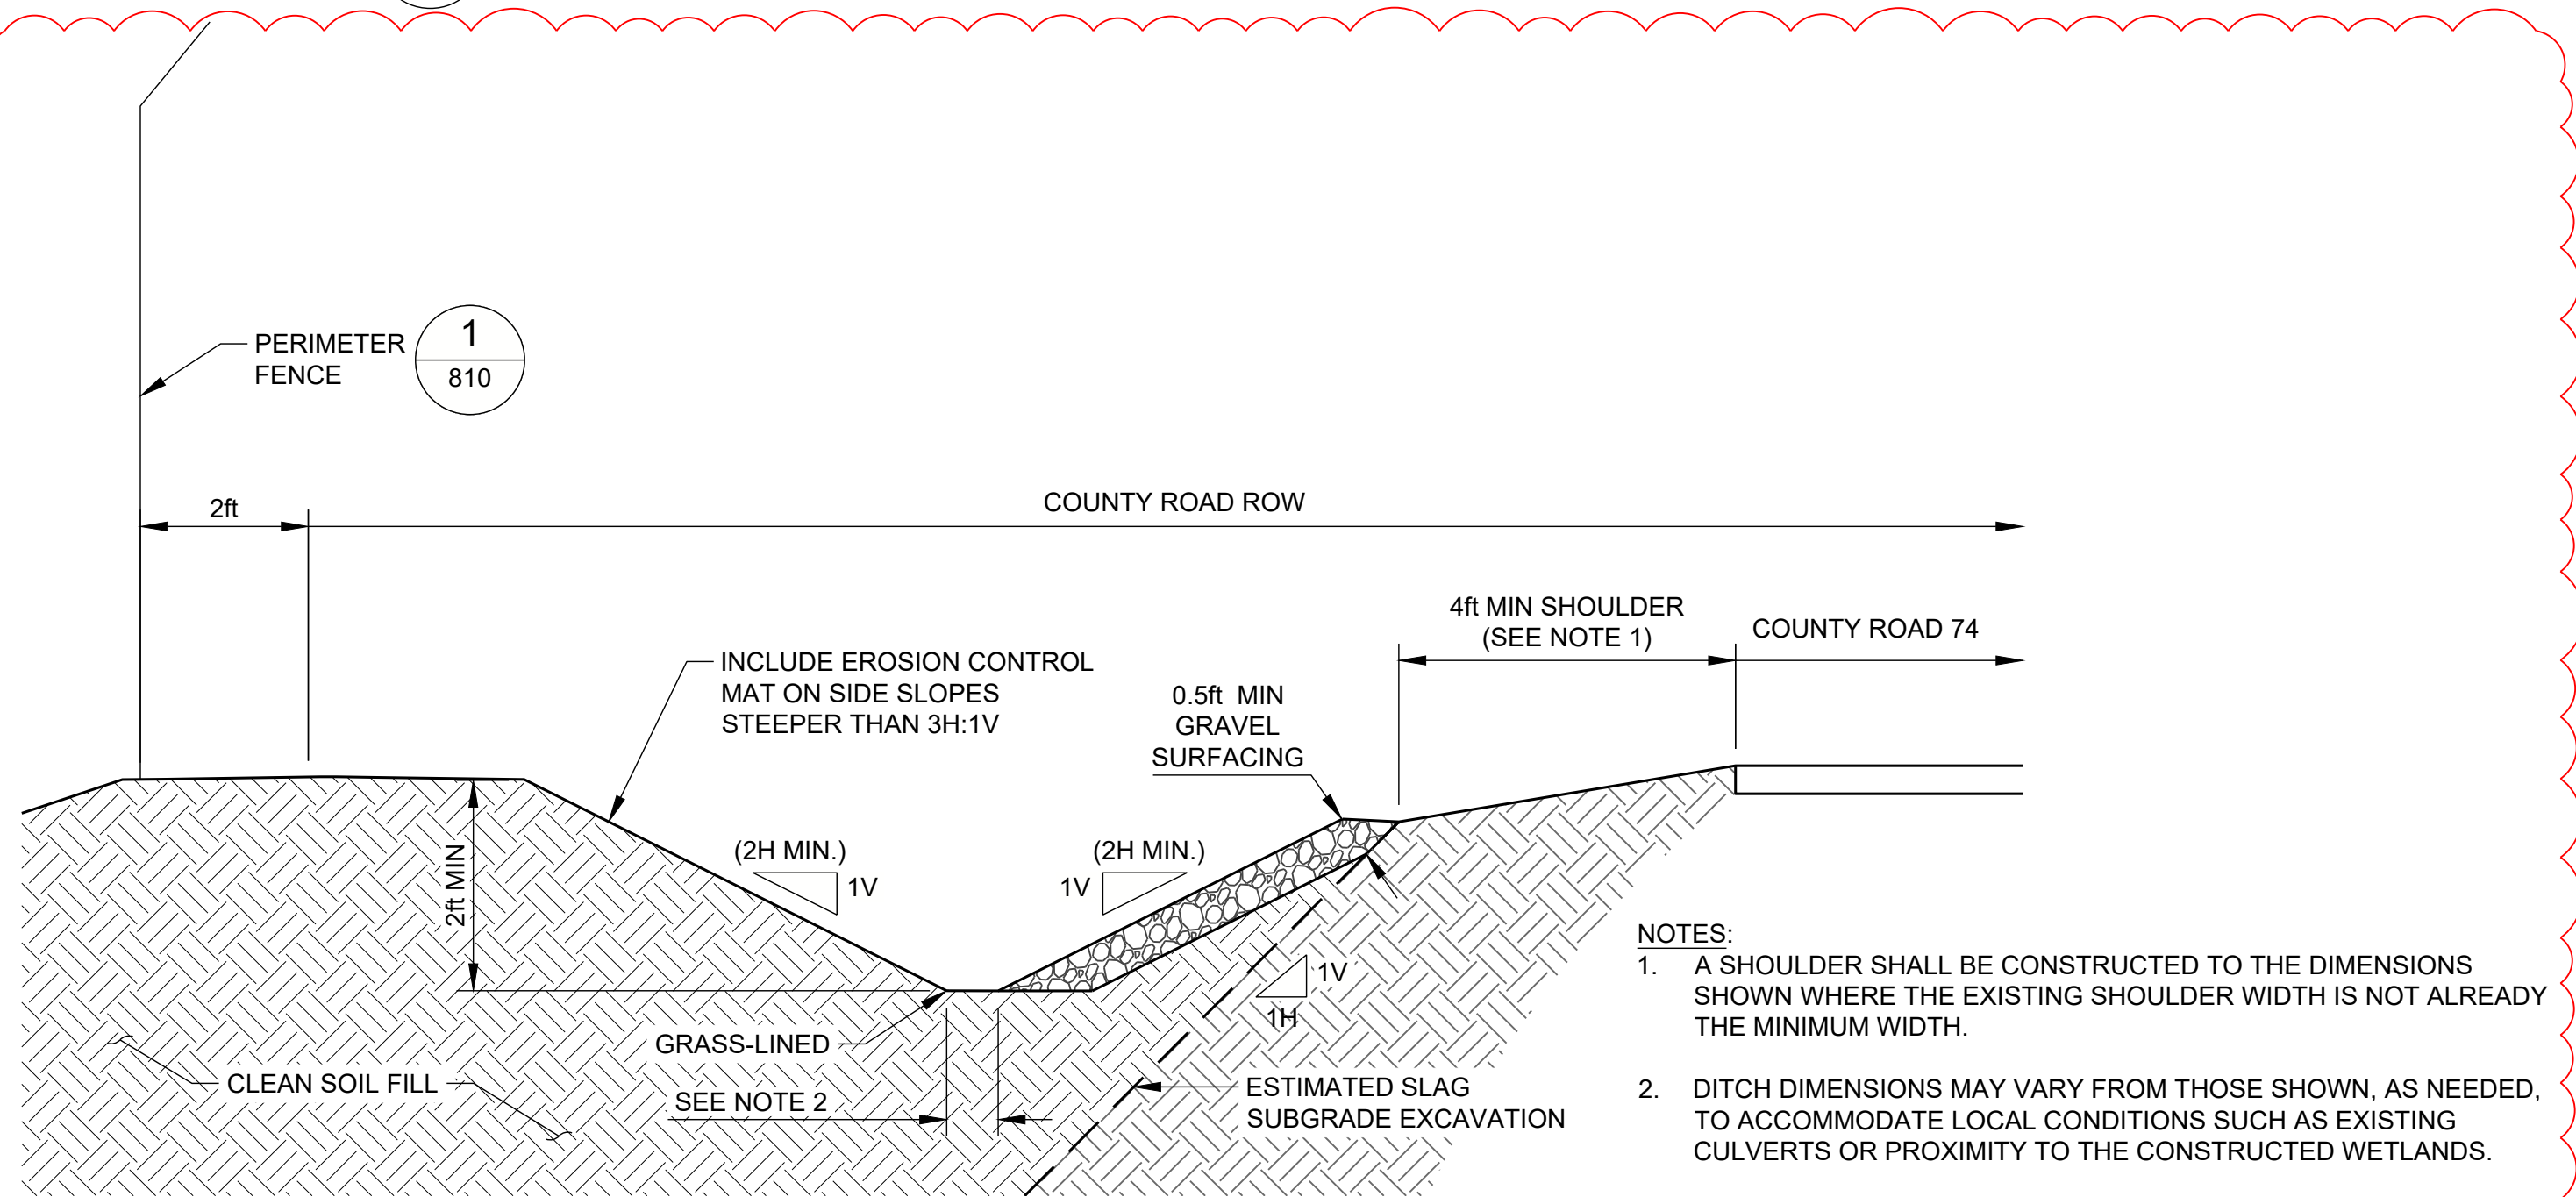 PERIMETER
FENCE
1
810
2ft
COUNTY ROAD ROW
4ft MIN SHOULDER
(SEE NOTE 1)
COUNTY ROAD 74
INCLUDE EROSION CONTROL
MAT ON SIDE SLOPES
STEEPER THAN 3H:1V
0.5ft MIN
GRAVEL
SURFACING
2ft MIN
(2H MIN.)
1V
(2H MIN.)
1V
1V
1H
GRASS-LINED
CLEAN SOIL FILL
SEE NOTE 2
ESTIMATED SLAG
SUBGRADE EXCAVATION
NOTES:
1. A SHOULDER SHALL BE CONSTRUCTED TO THE DIMENSIONS
SHOWN WHERE THE EXISTING SHOULDER WIDTH IS NOT ALREADY
THE MINIMUM WIDTH.
2. DITCH DIMENSIONS MAY VARY FROM THOSE SHOWN, AS NEEDED,
TO ACCOMMODATE LOCAL CONDITIONS SUCH AS EXISTING
CULVERTS OR PROXIMITY TO THE CONSTRUCTED WETLANDS.